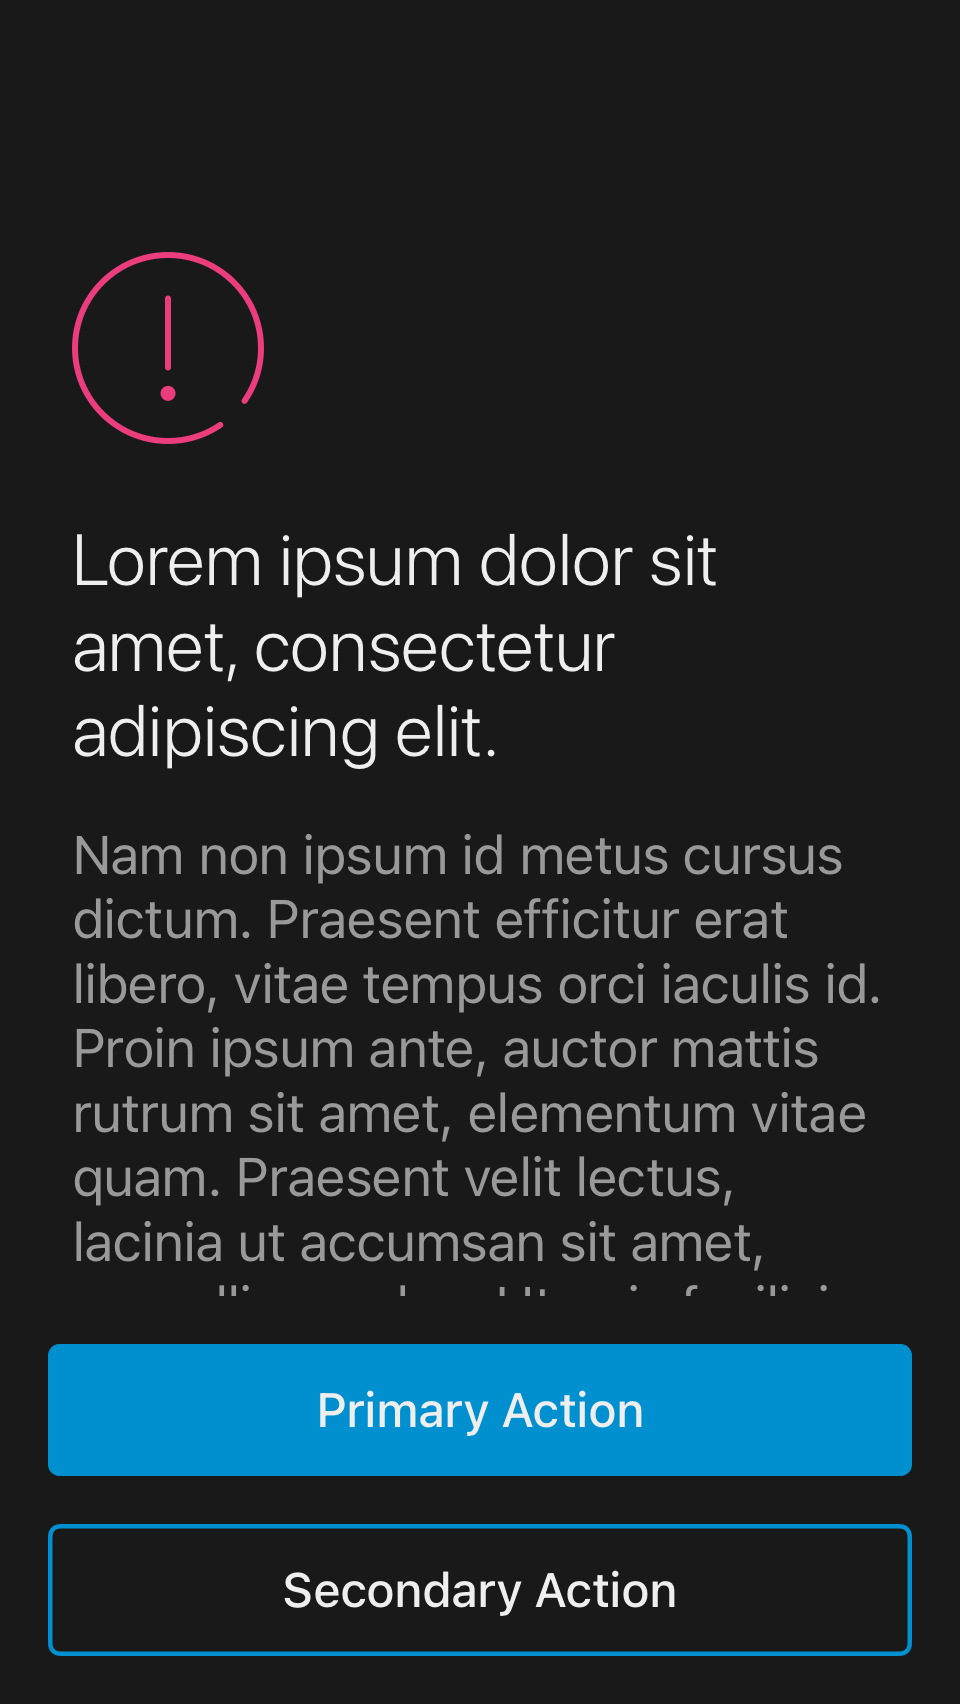 Lorem ipsum dolor sit
amet, consectetur
adipiscing elit.
Nam non ipsum id metus cursus
dictum. Praesent efficitur erat
libero, vitae tempus orci iaculis id.
Proin ipsum ante, auctor mattis
rutrum sit amet, elementum vitae
quam. Praesent velit lectus,
lacinia ut accumsan sit amet,
Primary Action
Secondary Action